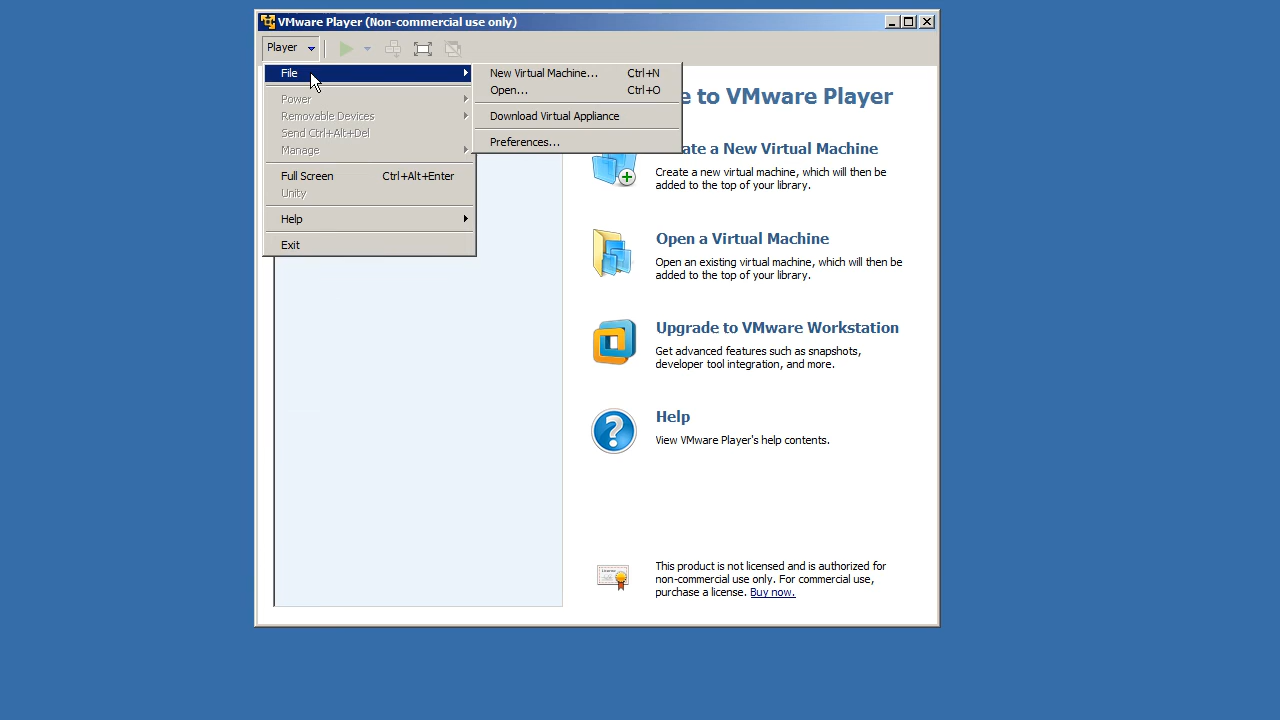 VMware Player (Non-commercial use only)
Player
File
Power
Removable Devices
Send Ctrl+Alt+Del
Manage
Full Screen Ctrl+Alt+Enter
Unity
Help
Exit
New Virtual Machine... Ctrl+N
Open... Ctrl+O
Download Virtual Appliance
Preferences...
e to VMware Player
ate a New Virtual Machine
Create a new virtual machine, which will then be
added to the top of your library.
Open a Virtual Machine
Open an existing virtual machine, which will then be
added to the top of your library.
Upgrade to VMware Workstation
Get advanced features such as snapshots,
developer tool integration, and more.
Help
View VMware Player's help contents.
This product is not licensed and is authorized for
non-commercial use only. For commercial use,
purchase a license. Buy now.